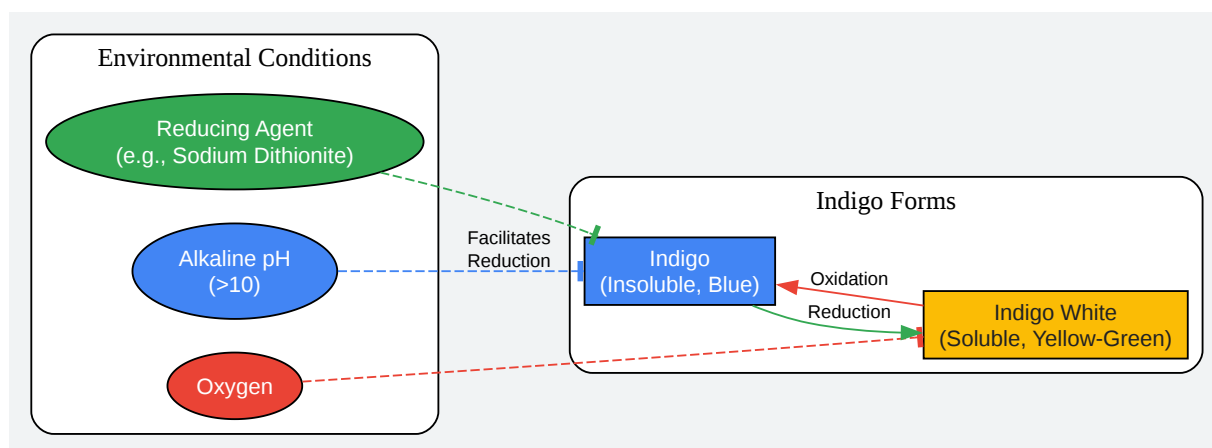 Environmental Conditions
Reducing Agent
(e.g., Sodium Dithionite)
Alkaline pH
(>10)
Oxygen
Facilitates
Reduction
Indigo Forms
Indigo
(Insoluble, Blue)
Oxidation
Reduction
Indigo White
(Soluble, Yellow-Green)